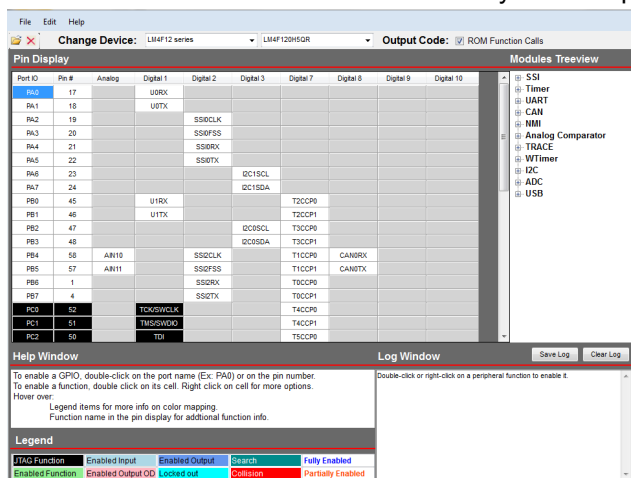 File Edit Help
Change Device: LM4F12 series LM4F120H5QR Output Code: ROM Function Calls
Pin Display Modules Treeview
Port IO Pin # Analog Digital 1 Digital 2 Digital 3 Digital 7 Digital 8 Digital 9 Digital 10
PA0 17 U0RX
PA1 18 U0TX
PA2 19 SSI0CLK
PA3 20 SSI0FSS
PA4 21 SSI0RX
PA5 22 SSI0TX
PA6 23 I2C1SCL
PA7 24 I2C1SDA
PB0 45 U1RX T2CCP0
PB1 46 U1TX T2CCP1
PB2 47 I2C0SCL T3CCP0
PB3 48 I2C0SDA T3CCP1
PB4 58 AIN10 SSI2CLK T1CCP0 CAN0RX
PB5 57 AIN11 SSI2FSS T1CCP1 CAN0TX
PB6 1 SSI2RX T0CCP0
PB7 4 SSI2TX T0CCP1
PC0 52 TCK/SWCLK T4CCP0
PC1 51 TMS/SWDIO T4CCP1
PC2 50 TDI T5CCP0
SSI
Timer
UART
CAN
NMI
Analog Comparator
TRACE
WTimer
I2C
ADC
USB
Help Window
To enable a GPIO, double-click on the port name (Ex: PA0) or on the pin number.
To enable a function, double click on its cell. Right click on cell for more options.
Hover over:
Legend items for more info on color mapping.
Function name in the pin display for addtional function info.
Log Window Save Log Clear Log
Double-click or right-click on a peripheral function to enable it.
Legend
JTAG Function Enabled Input Enabled Output Search Fully Enabled
Enabled Function Enabled Output OD Locked out Collision Partially Enabled